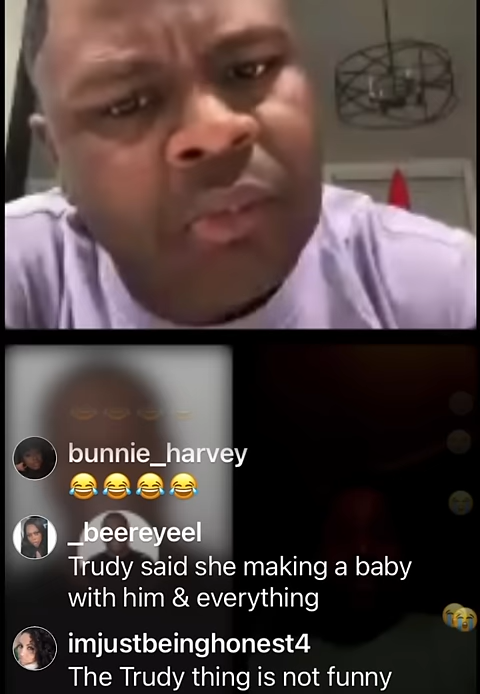 bunnie_harvey
😂😂😂😂
_beereyeel
Trudy said she making a baby
with him & everything
imjustbeinghonest4
The Trudy thing is not funny